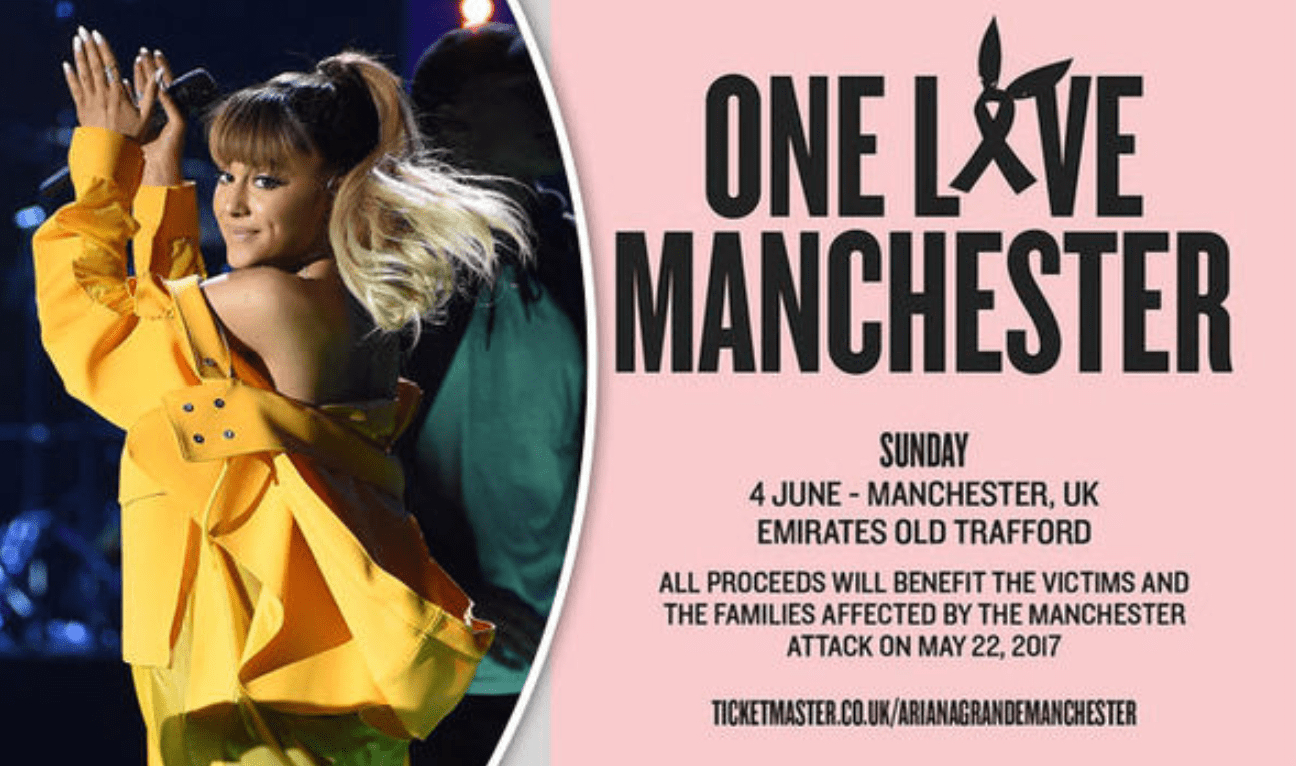 ONE LOVE
MANCHESTER
SUNDAY
4 JUNE - MANCHESTER, UK
EMIRATES OLD TRAFFORD
ALL PROCEEDS WILL BENEFIT THE VICTIMS AND
THE FAMILIES AFFECTED BY THE MANCHESTER
ATTACK ON MAY 22, 2017
TICKETMASTER.CO.UK/ARIANAGRANDEMANCHESTER